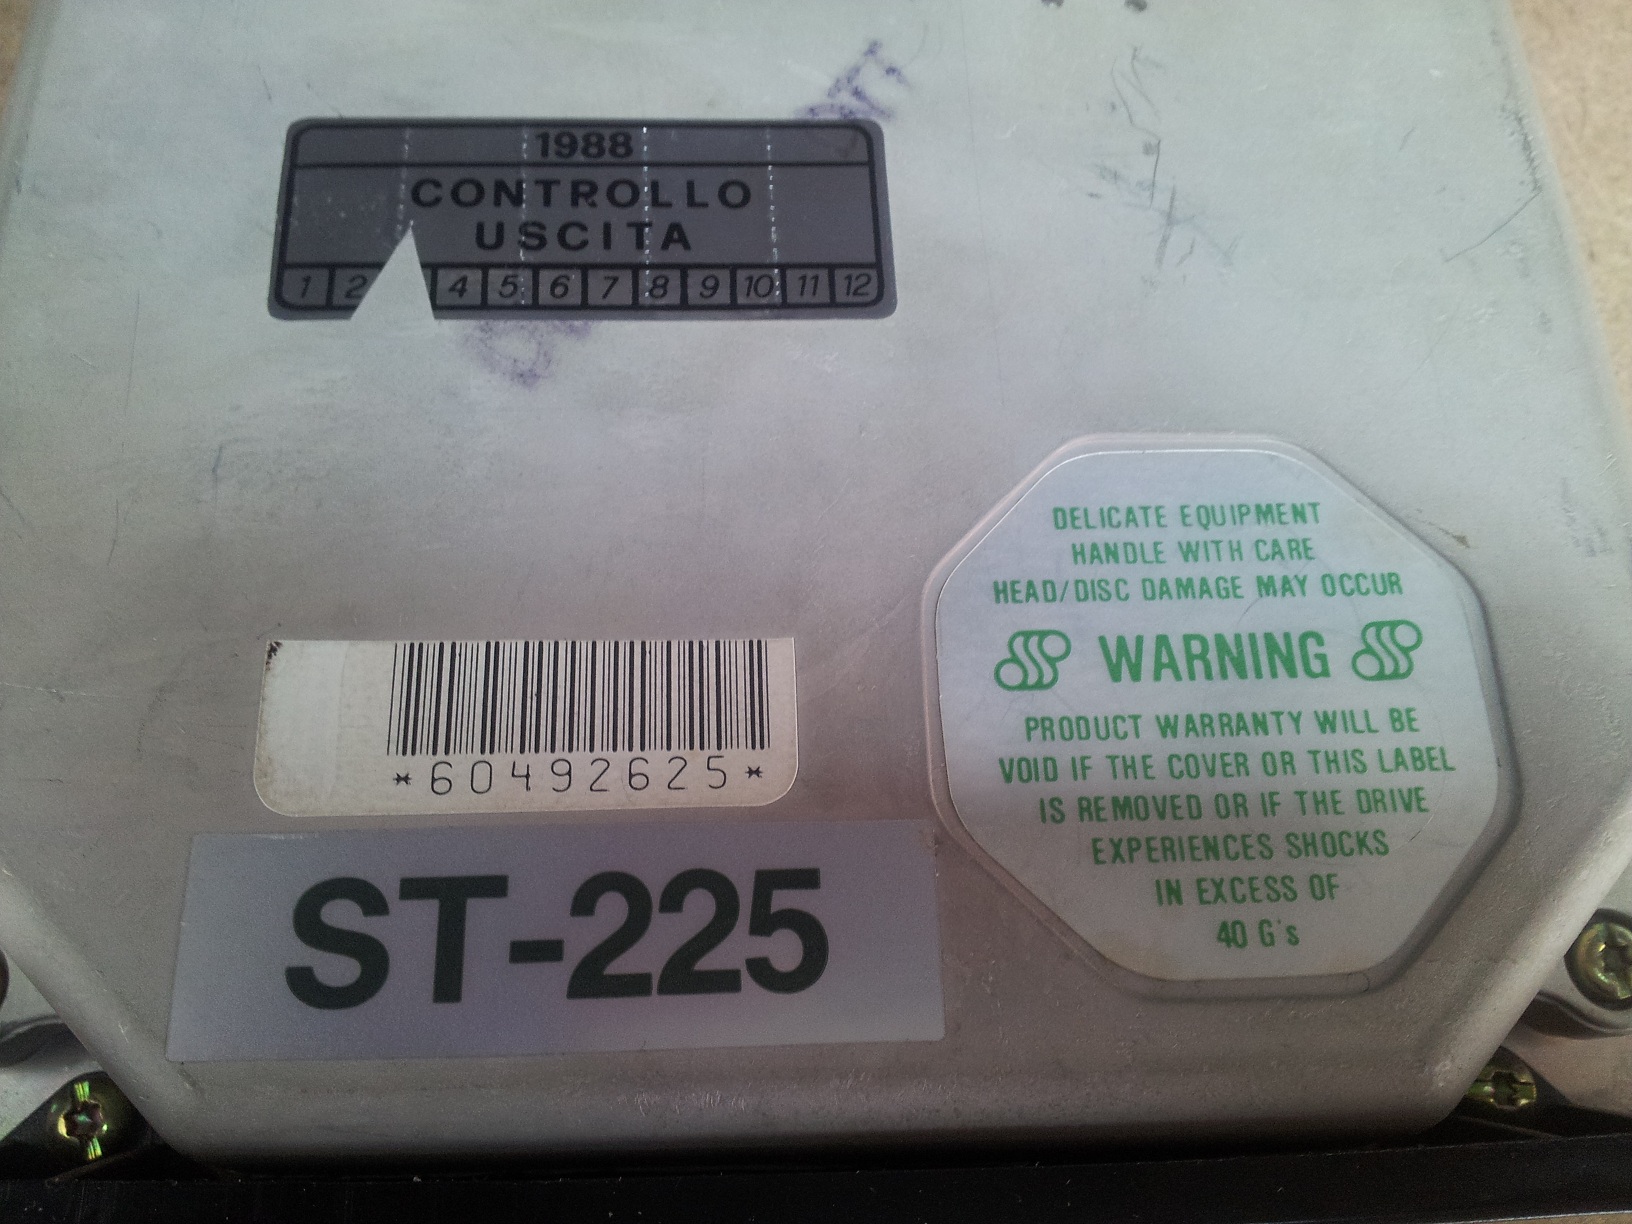 1988
CONTROLLO
USCITA
1 2 4 5 6 7 8 9 10 11 12
DELICATE EQUIPMENT
HANDLE WITH CARE
HEAD/DISC DAMAGE MAY OCCUR
WARNING
PRODUCT WARRANTY WILL BE
VOID IF THE COVER OR THIS LABEL
IS REMOVED OR IF THE DRIVE
EXPERIENCES SHOCKS
IN EXCESS OF
40 G's
*60492625*
ST-225